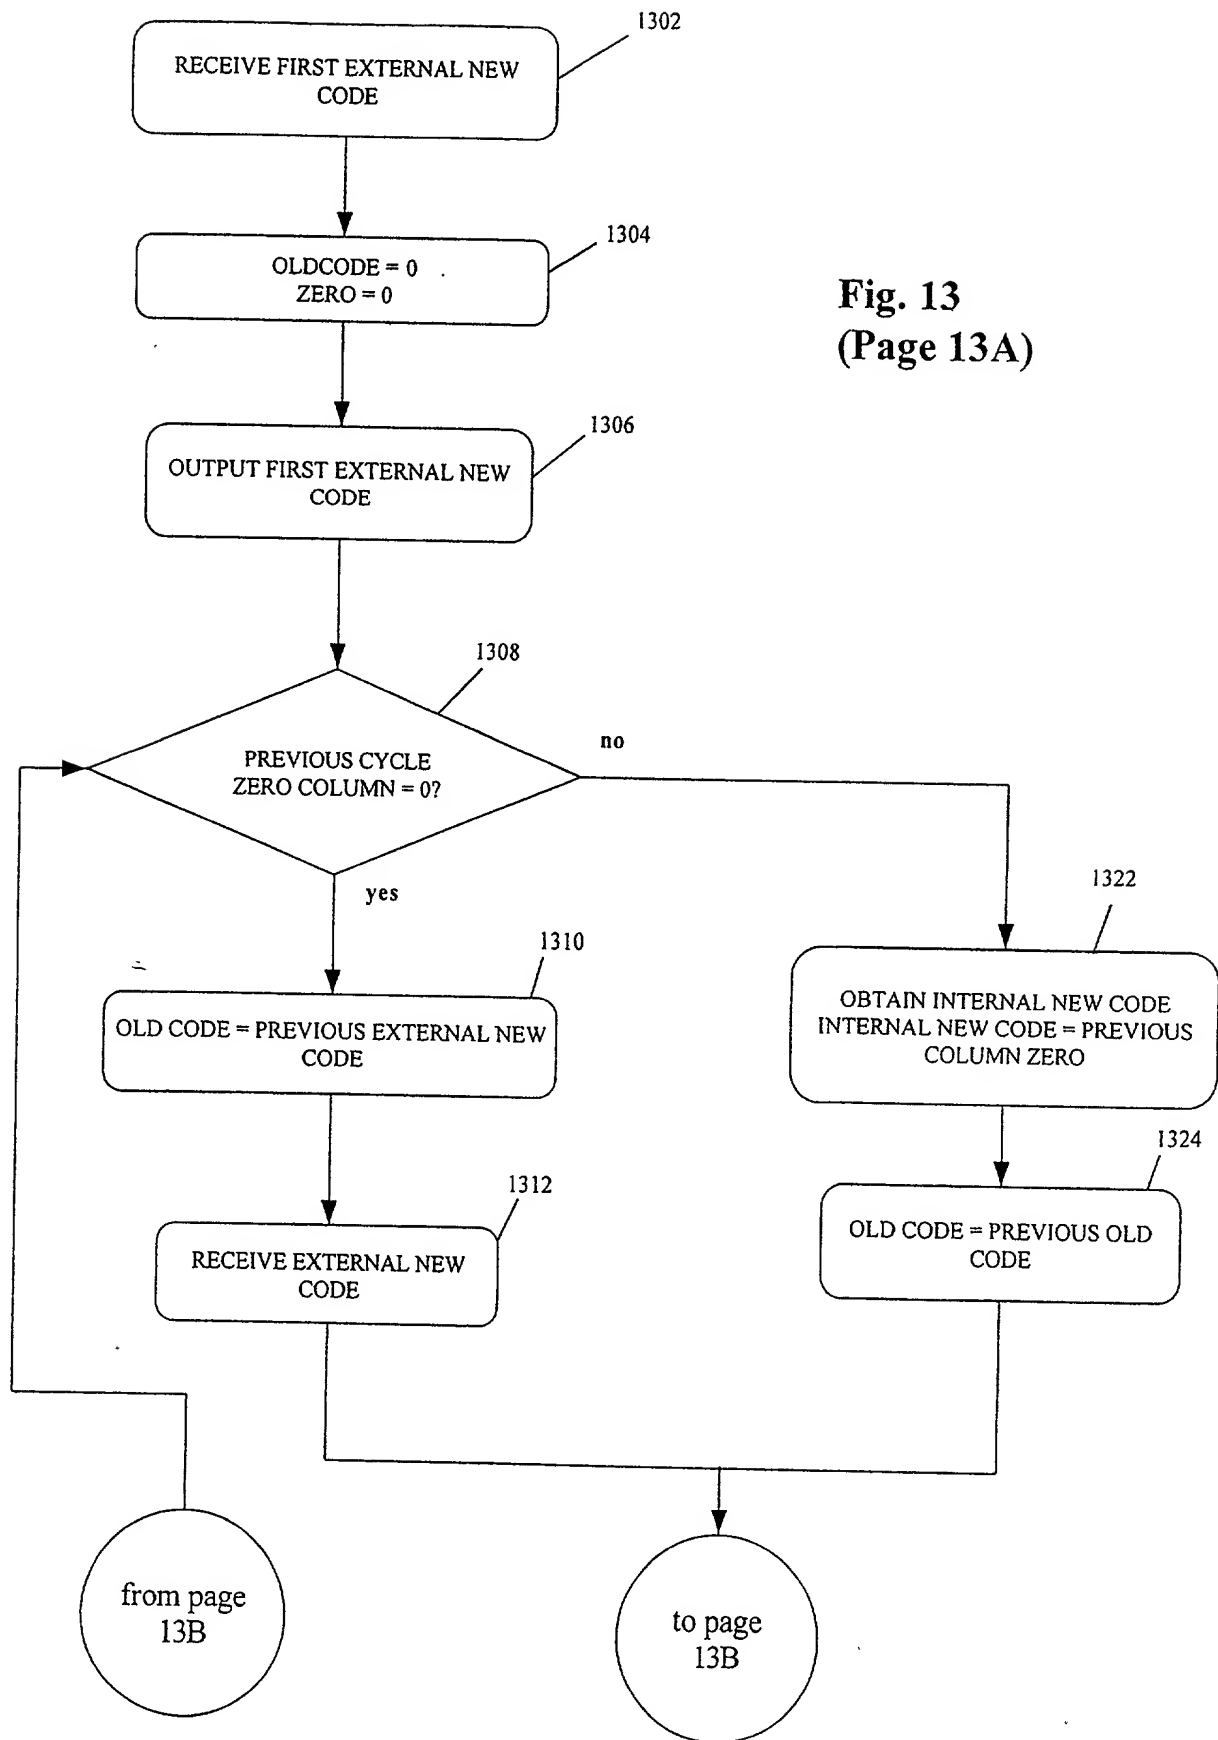 1302
RECEIVE FIRST EXTERNAL NEW
CODE
1304
OLDCODE = 0
ZERO = 0
Fig. 13
(Page 13A)
1306
OUTPUT FIRST EXTERNAL NEW
CODE
1308
PREVIOUS CYCLE
ZERO COLUMN = 0?
no
yes
1310
OLD CODE = PREVIOUS EXTERNAL NEW
CODE
1322
OBTAIN INTERNAL NEW CODE
INTERNAL NEW CODE = PREVIOUS
COLUMN ZERO
1312
RECEIVE EXTERNAL NEW
CODE
1324
OLD CODE = PREVIOUS OLD
CODE
from page
13B
to page
13B